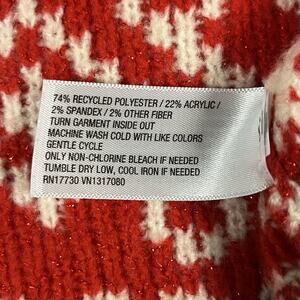 74% RECYCLED POLYESTER / 22% ACRYLIC /
2% SPANDEX / 2% OTHER FIBER
TURN GARMENT INSIDE OUT
MACHINE WASH COLD WITH LIKE COLORS
GENTLE CYCLE
ONLY NON-CHLORINE BLEACH IF NEEDED
TUMBLE DRY LOW, COOL IRON IF NEEDED
RN17730 VN1317080